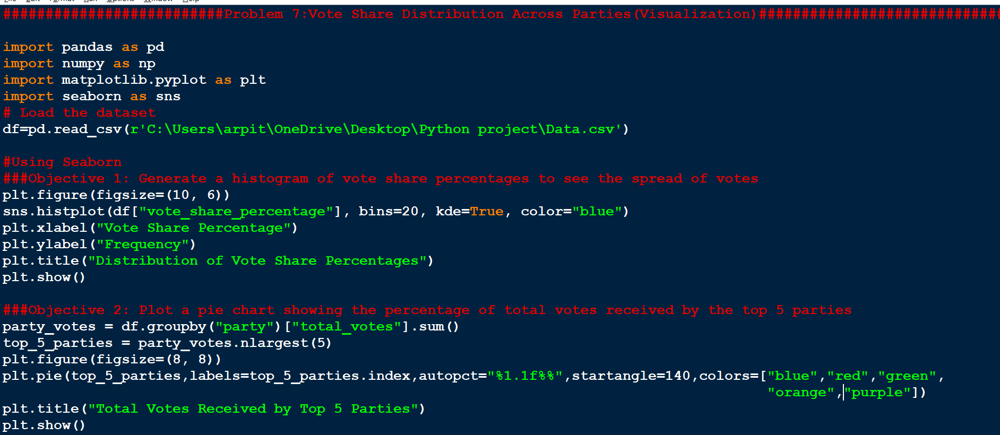 File Edit Format Run Options Window Help
##########################Problem 7:Vote Share Distribution Across Parties(Visualization)#############################
import pandas as pd
import numpy as np
import matplotlib.pyplot as plt
import seaborn as sns
# Load the dataset
df=pd.read_csv(r'C:\Users\arpit\OneDrive\Desktop\Python project\Data.csv')
#Using Seaborn
###Objective 1: Generate a histogram of vote share percentages to see the spread of votes
plt.figure(figsize=(10, 6))
sns.histplot(df["vote_share_percentage"], bins=20, kde=True, color="blue")
plt.xlabel("Vote Share Percentage")
plt.ylabel("Frequency")
plt.title("Distribution of Vote Share Percentages")
plt.show()
###Objective 2: Plot a pie chart showing the percentage of total votes received by the top 5 parties
party_votes = df.groupby("party")["total_votes"].sum()
top_5_parties = party_votes.nlargest(5)
plt.figure(figsize=(8, 8))
plt.pie(top_5_parties,labels=top_5_parties.index,autopct="%1.1f%%",startangle=140,colors=["blue","red","green",
"orange","purple"])
plt.title("Total Votes Received by Top 5 Parties")
plt.show()